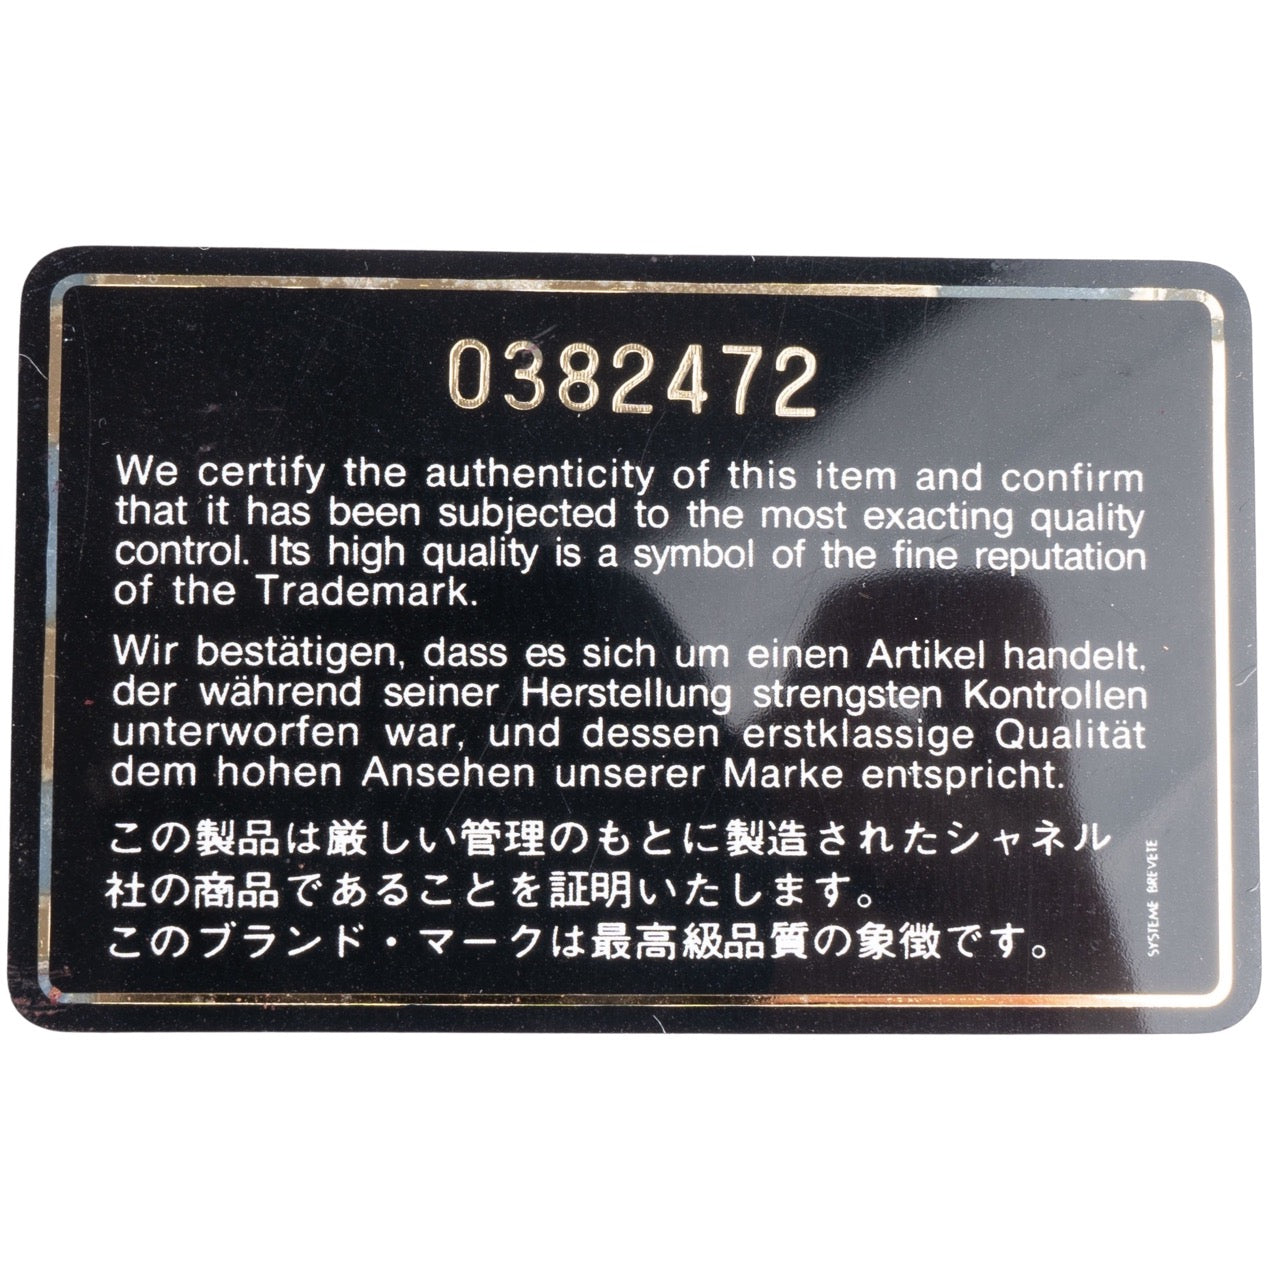 0382472
We certify the authenticity of this item and confirm
that it has been subjected to the most exacting quality
control. Its high quality is a symbol of the fine reputation
of the Trademark.
Wir bestätigen, dass es sich um einen Artikel handelt,
der während seiner Herstellung strengsten Kontrollen
unterworfen war, und dessen erstklassige Qualität
dem hohen Ansehen unserer Marke entspricht.
この製品は厳しい管理のもとに製造されたシャネル
社の商品であることを証明いたします。
このブランド・マークは最高級品質の象徴です。
SYSTEME BREVETE